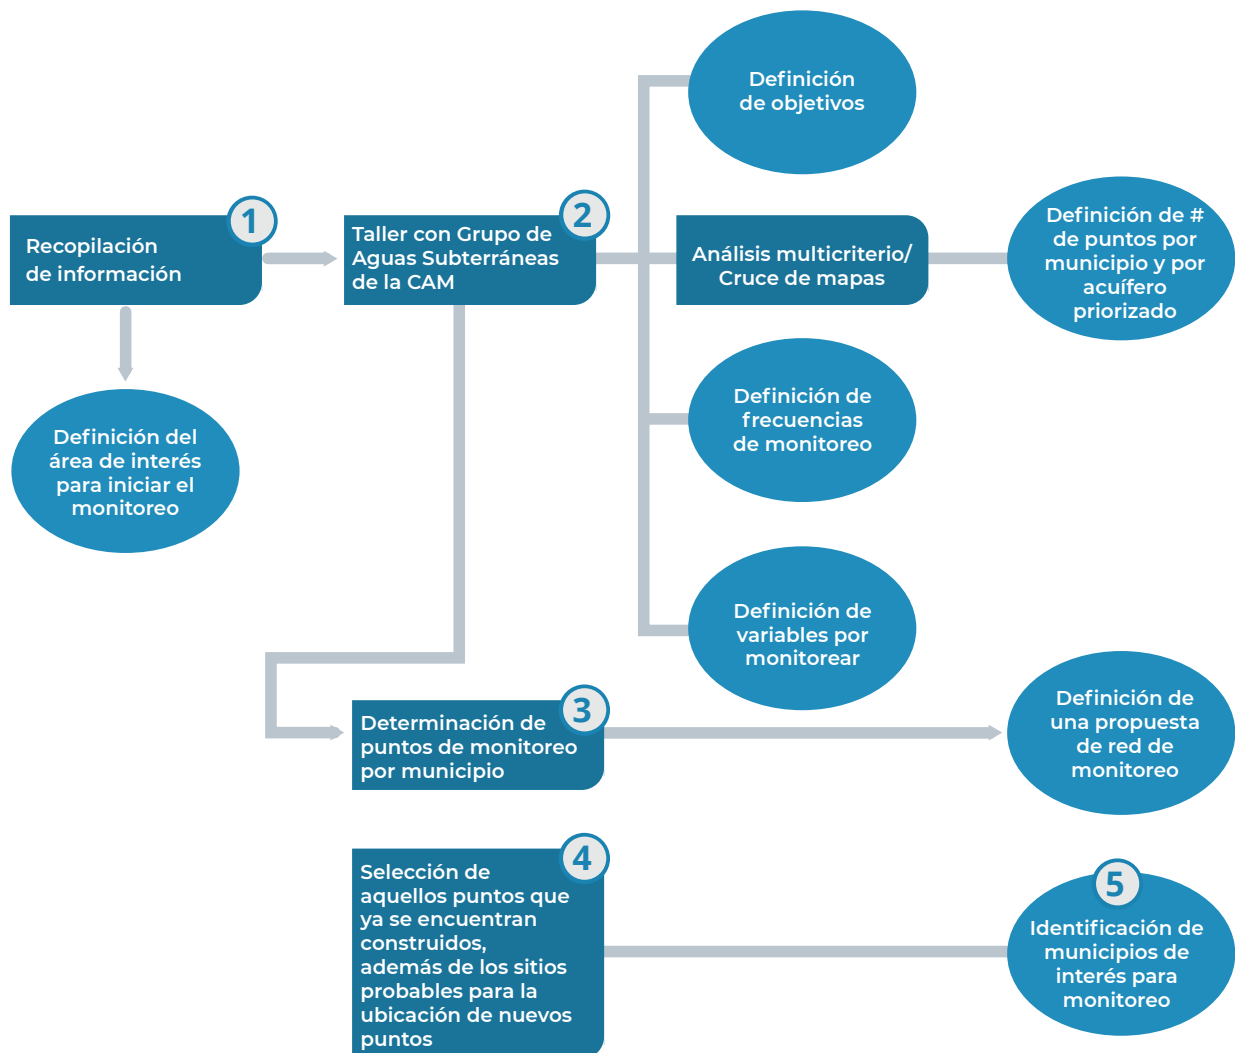 1
Recopilación
de información
Definición del
área de interés
para iniciar el
monitoreo
2
Taller con Grupo de
Aguas Subterráneas
de la CAM
Definición
de objetivos
Análisis multicriterio/
Cruce de mapas
Definición de #
de puntos por
municipio y por
acuífero
priorizado
Definición de
frecuencias
de monitoreo
Definición de
variables por
monitorear
3
Determinación de
puntos de monitoreo
por municipio
Definición de
una propuesta
de red de
monitoreo
4
Selección de
aquellos puntos que
ya se encuentran
construidos,
además de los sitios
probables para la
ubicación de nuevos
puntos
5
Identificación de
municipios de
interés para
monitoreo